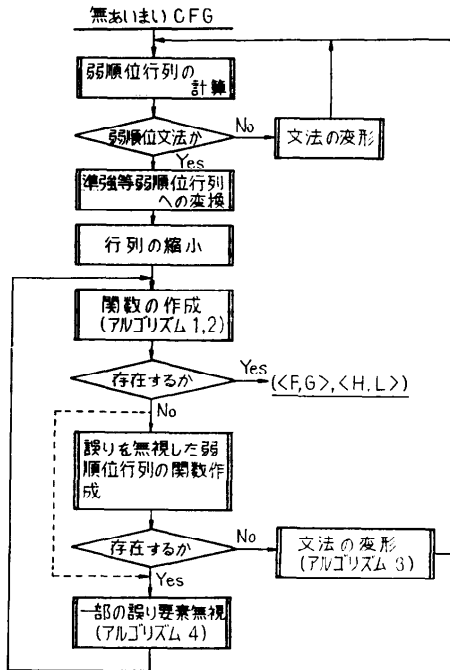 無あいまいCFG
弱順位行列の
計算
弱順位文法か
No
文法の変形
Yes
準強等弱順位行列
への変換
行列の縮小
関数の作成
(アルゴリズム1,2)
存在するか
Yes
(<F,G>,<H.L>)
No
誤りを無視した弱
順位行列の関数作
成
存在するか
No
文法の変形
(アルゴリズム3)
Yes
一部の誤り要素無視
(アルゴリズム4)